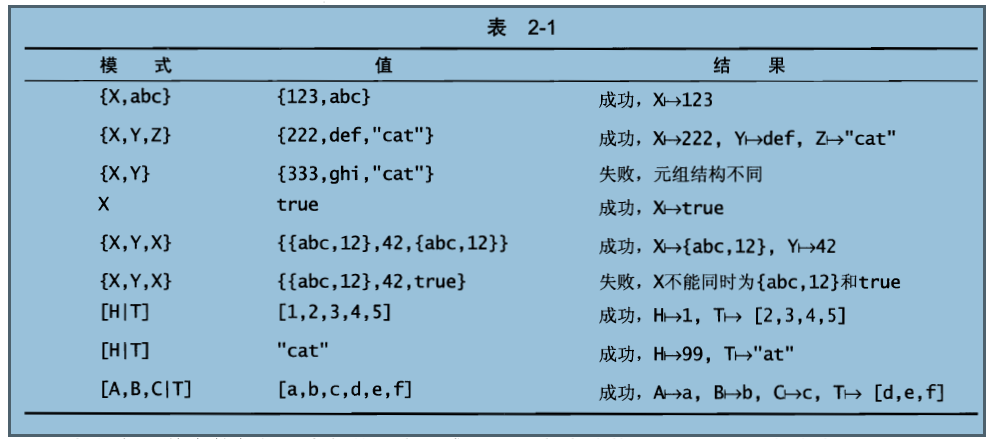 表 2-1
模 式 值 结 果
{X,abc} {123,abc} 成功，X↦123
{X,Y,Z} {222,def,"cat"} 成功，X↦222, Y↦def, Z↦"cat"
{X,Y} {333,ghi,"cat"} 失败，元组结构不同
X true 成功，X↦true
{X,Y,X} {{abc,12},42,{abc,12}} 成功，X↦{abc,12}, Y↦42
{X,Y,X} {{abc,12},42,true} 失败，X不能同时为{abc,12}和true
[H|T] [1,2,3,4,5] 成功，H↦1, T↦ [2,3,4,5]
[H|T] "cat" 成功，H↦99, T↦"at"
[A,B,C|T] [a,b,c,d,e,f] 成功，A↦a, B↦b, C↦c, T↦ [d,e,f]